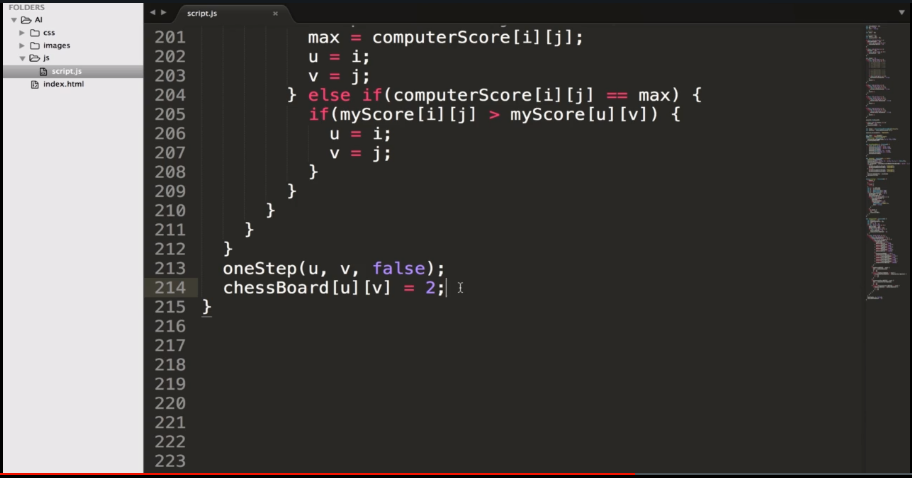 FOLDERS
AI
css
images
js
script.js
index.html
script.js
201 max = computerScore[i][j];
202 u = i;
203 v = j;
204 } else if(computerScore[i][j] == max) {
205 if(myScore[i][j] > myScore[u][v]) {
206 u = i;
207 v = j;
208 }
209 }
210 }
211 }
212 }
213 oneStep(u, v, false);
214 chessBoard[u][v] = 2;
215 }
216
217
218
219
220
221
222
223